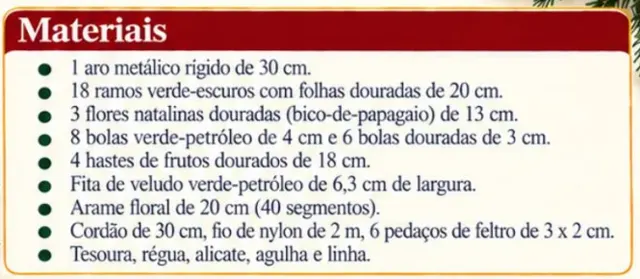 Materiais
1 aro metálico rígido de 30 cm.
18 ramos verde-escuros com folhas douradas de 20 cm.
3 flores natalinas douradas (bico-de-papagaio) de 13 cm.
8 bolas verde-petróleo de 4 cm e 6 bolas douradas de 3 cm.
4 hastes de frutos dourados de 18 cm.
Fita de veludo verde-petróleo de 6,3 cm de largura.
Arame floral de 20 cm (40 segmentos).
Cordão de 30 cm, fio de nylon de 2 m, 6 pedaços de feltro de 3 x 2 cm.
Tesoura, régua, alicate, agulha e linha.